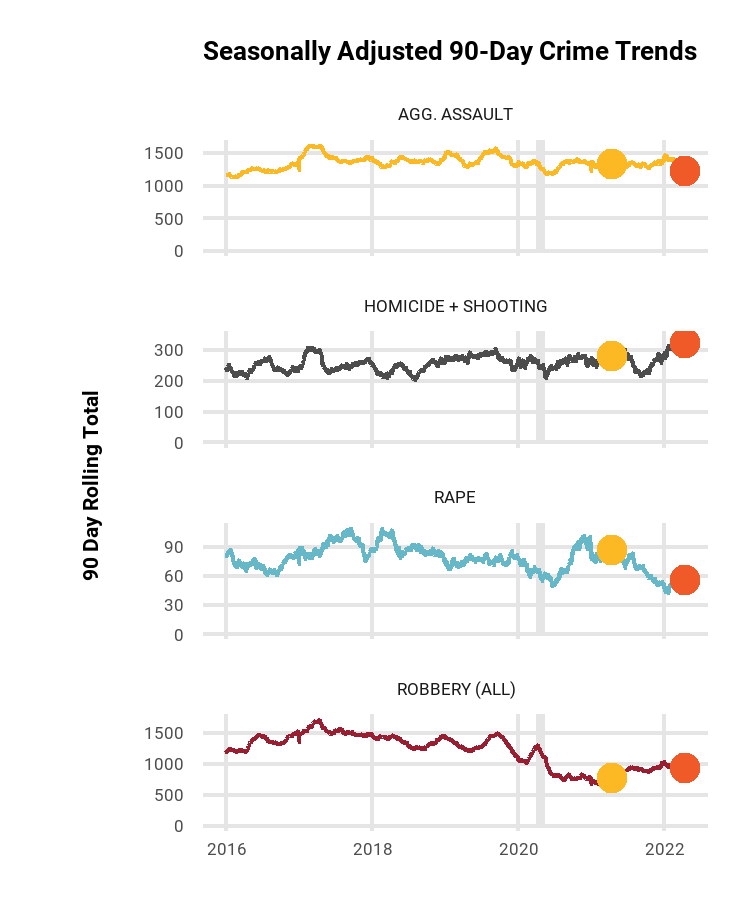 Seasonally Adjusted 90-Day Crime Trends
AGG. ASSAULT
1500
1000
500
0
HOMICIDE + SHOOTING
300
200
100
0
90 Day Rolling Total
RAPE
90
60
30
0
ROBBERY (ALL)
1500
1000
500
0
2016 2018 2020 2022